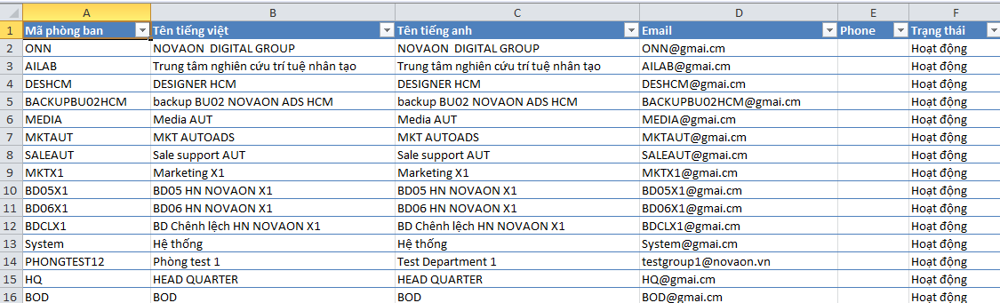 A B C D E F
1 Mã phòng ban Tên tiếng việt Tên tiếng anh Email Phone Trạng thái
2 ONN NOVAON DIGITAL GROUP NOVAON DIGITAL GROUP ONN@gmai.cm Hoạt động
3 AILAB Trung tâm nghiên cứu trí tuệ nhân tạo Trung tâm nghiên cứu trí tuệ nhân tạo AILAB@gmai.cm Hoạt động
4 DESHCM DESIGNER HCM DESIGNER HCM DESHCM@gmai.cm Hoạt động
5 BACKUPBU02HCM backup BU02 NOVAON ADS HCM backup BU02 NOVAON ADS HCM BACKUPBU02HCM@gmai.cm Hoạt động
6 MEDIA Media AUT Media AUT MEDIA@gmai.cm Hoạt động
7 MKTAUT MKT AUTOADS MKT AUTOADS MKTAUT@gmai.cm Hoạt động
8 SALEAUT Sale support AUT Sale support AUT SALEAUT@gmai.cm Hoạt động
9 MKTX1 Marketing X1 Marketing X1 MKTX1@gmai.cm Hoạt động
10 BD05X1 BD05 HN NOVAON X1 BD05 HN NOVAON X1 BD05X1@gmai.cm Hoạt động
11 BD06X1 BD06 HN NOVAON X1 BD06 HN NOVAON X1 BD06X1@gmai.cm Hoạt động
12 BDCLX1 BD Chênh lệch HN NOVAON X1 BD Chênh lệch HN NOVAON X1 BDCLX1@gmai.cm Hoạt động
13 System Hệ thống Hệ thống System@gmai.cm Hoạt động
14 PHONGTEST12 Phòng test 1 Test Department 1 testgroup1@novaon.vn Hoạt động
15 HQ HEAD QUARTER HEAD QUARTER HQ@gmai.cm Hoạt động
16 BOD BOD BOD BOD@gmai.cm Hoạt động